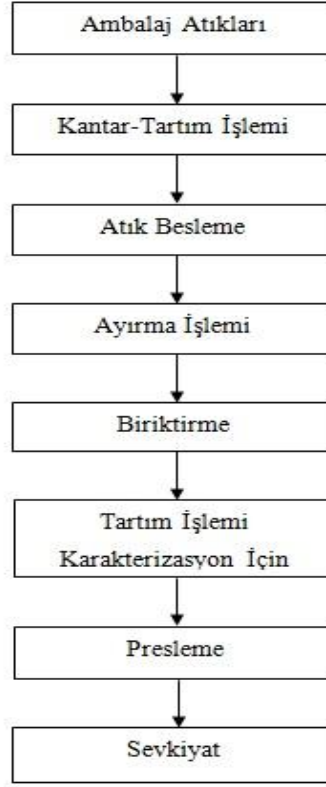 Ambalaj Atıkları
Kantar-Tartım İşlemi
Atık Besleme
Ayırma İşlemi
Biriktirme
Tartım İşlemi
Karakterizasyon İçin
Presleme
Sevkiyat